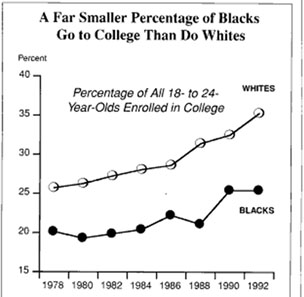 A Far Smaller Percentage of Blacks
Go to College Than Do Whites
Percent
40
Percentage of All 18- to 24-
Year-Olds Enrolled in College
WHITES
35
30
25
BLACKS
20
15
1978 1980 1982 1984 1986 1988 1990 1992